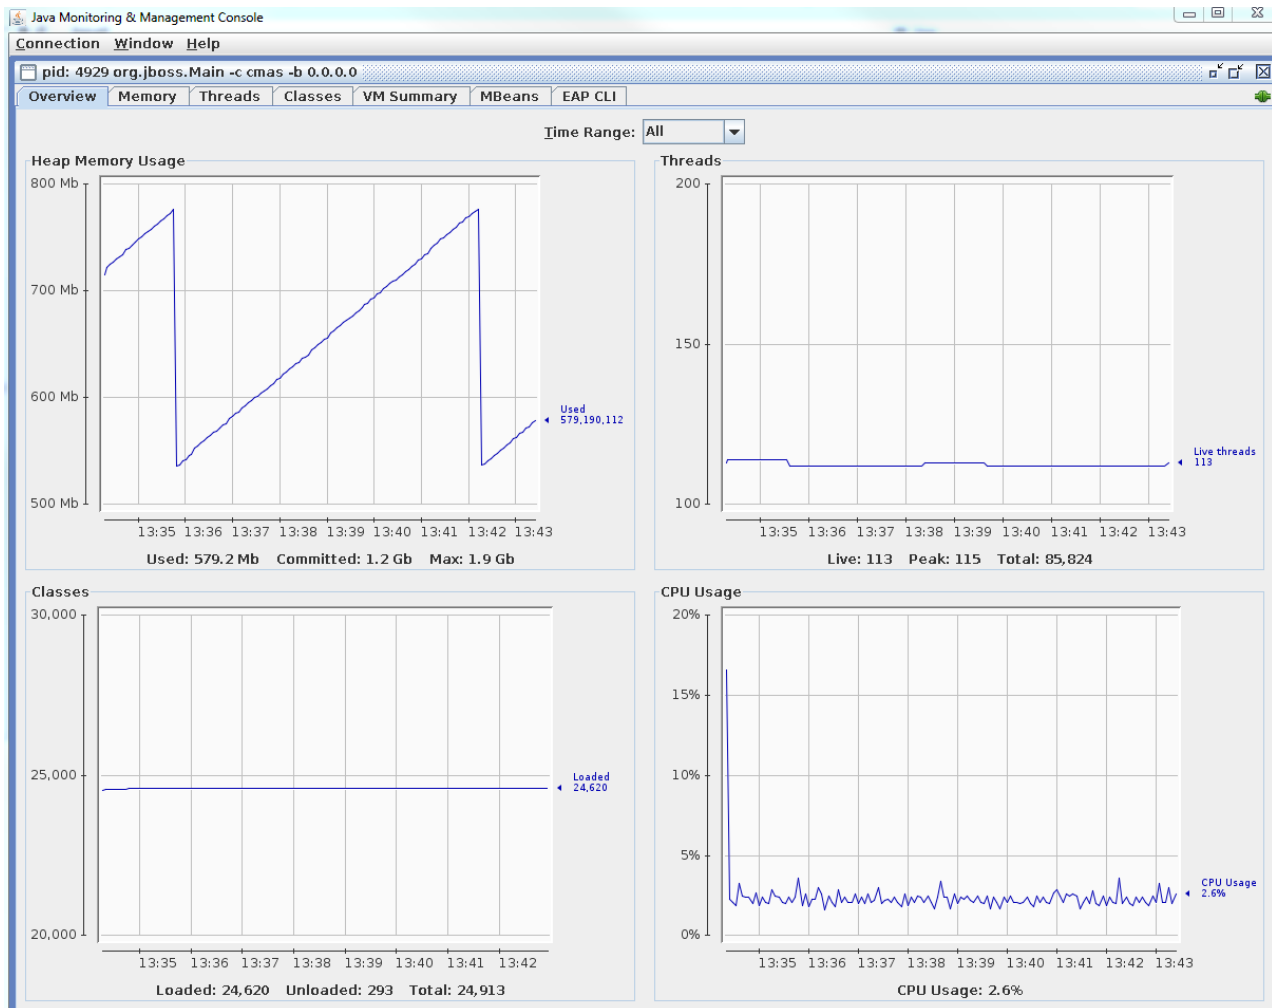 Java Monitoring & Management Console
Connection Window Help
pid: 4929 org.jboss.Main -c cmas -b 0.0.0.0
Overview Memory Threads Classes VM Summary MBeans EAP CLI
Time Range: All
Heap Memory Usage
800 Mb
700 Mb
600 Mb
500 Mb
Used
579,190,112
13:35 13:36 13:37 13:38 13:39 13:40 13:41 13:42 13:43
Used: 579.2 Mb Committed: 1.2 Gb Max: 1.9 Gb
Threads
200
150
100
Live threads
113
13:35 13:36 13:37 13:38 13:39 13:40 13:41 13:42 13:43
Live: 113 Peak: 115 Total: 85,824
Classes
30,000
25,000
20,000
Loaded
24,620
13:35 13:36 13:37 13:38 13:39 13:40 13:41 13:42
Loaded: 24,620 Unloaded: 293 Total: 24,913
CPU Usage
20%
15%
10%
5%
0%
CPU Usage
2.6%
13:35 13:36 13:37 13:38 13:39 13:40 13:41 13:42 13:43
CPU Usage: 2.6%